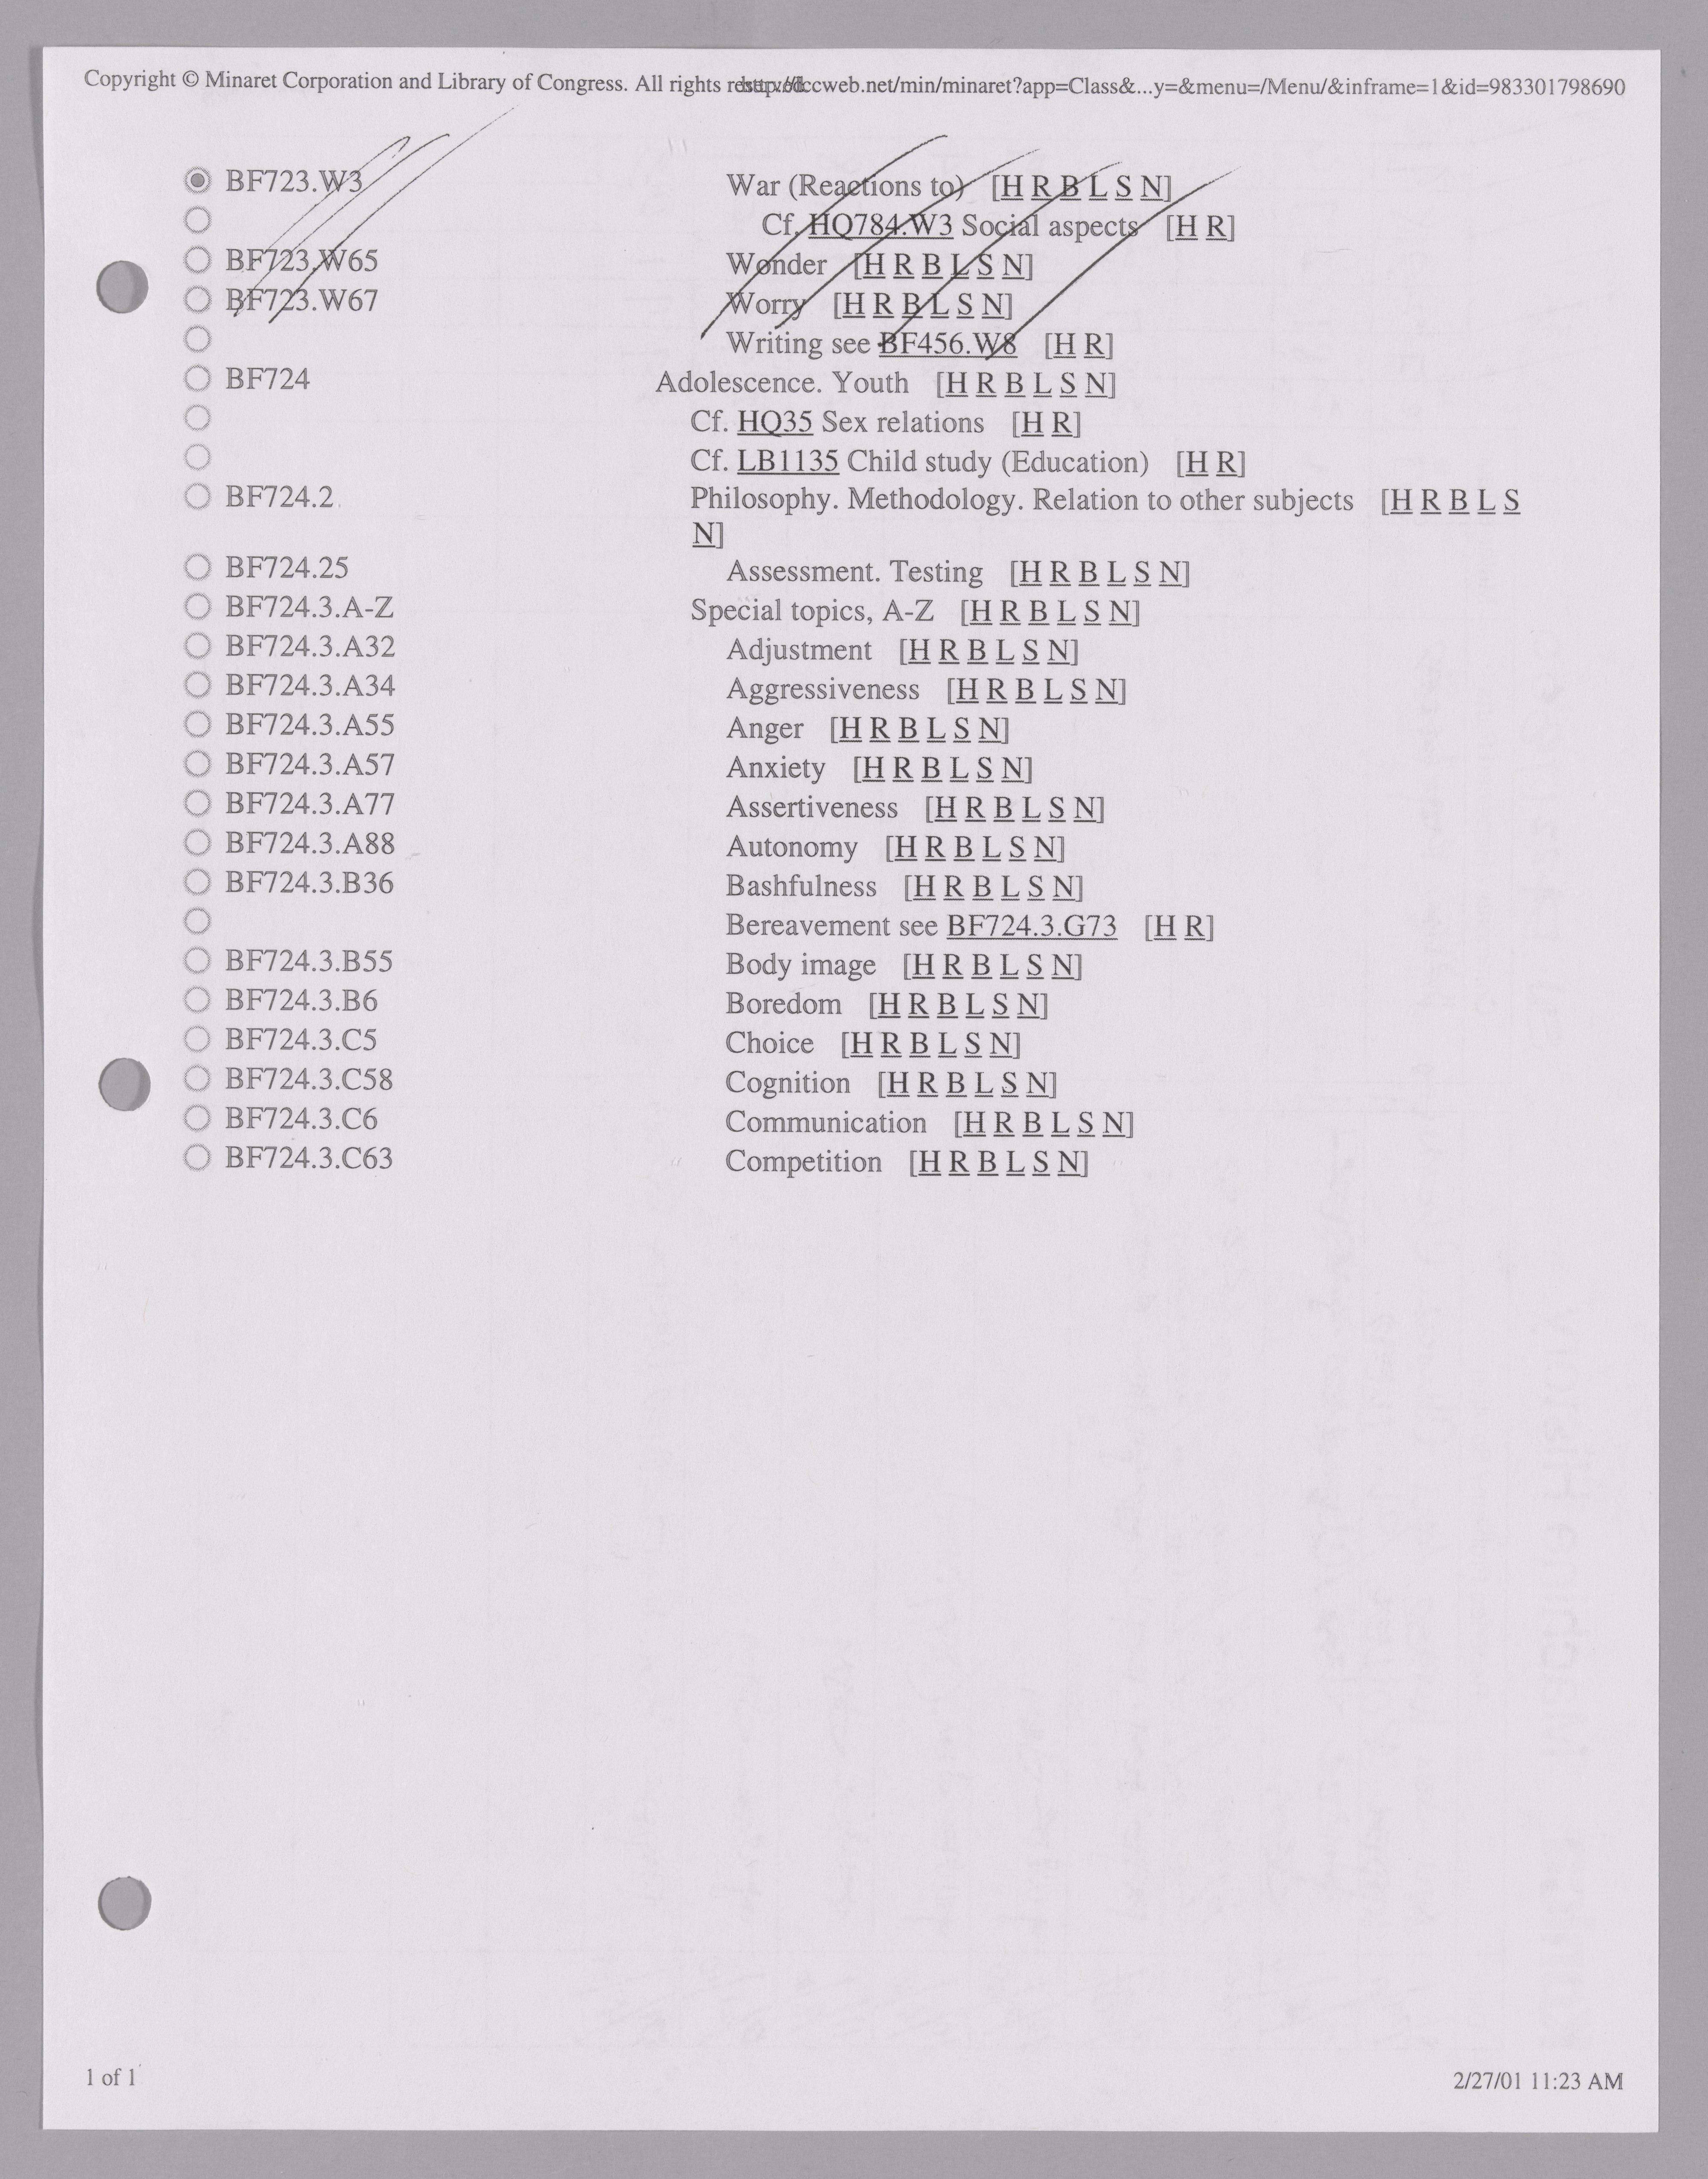 Copyright © Minaret Corporation and Library of Congress. All rights reserved. http://lccweb.net/min/minaret?app=Class&...y=&menu=/Menu/&inframe=1&id=983301798690
BF723.W3 War (Reactions to) [H R B L S N]
Cf. HQ784.W3 Social aspects [H R]
BF723.W65 Wonder [H R B L S N]
BF723.W67 Worry [H R B L S N]
Writing see BF456.W8 [H R]
BF724 Adolescence. Youth [H R B L S N]
Cf. HQ35 Sex relations [H R]
Cf. LB1135 Child study (Education) [H R]
BF724.2 Philosophy. Methodology. Relation to other subjects [H R B L S
N]
BF724.25 Assessment. Testing [H R B L S N]
BF724.3.A-Z Special topics, A-Z [H R B L S N]
BF724.3.A32 Adjustment [H R B L S N]
BF724.3.A34 Aggressiveness [H R B L S N]
BF724.3.A55 Anger [H R B L S N]
BF724.3.A57 Anxiety [H R B L S N]
BF724.3.A77 Assertiveness [H R B L S N]
BF724.3.A88 Autonomy [H R B L S N]
BF724.3.B36 Bashfulness [H R B L S N]
Bereavement see BF724.3.G73 [H R]
BF724.3.B55 Body image [H R B L S N]
BF724.3.B6 Boredom [H R B L S N]
BF724.3.C5 Choice [H R B L S N]
BF724.3.C58 Cognition [H R B L S N]
BF724.3.C6 Communication [H R B L S N]
BF724.3.C63 Competition [H R B L S N]
1 of 1 2/27/01 11:23 AM